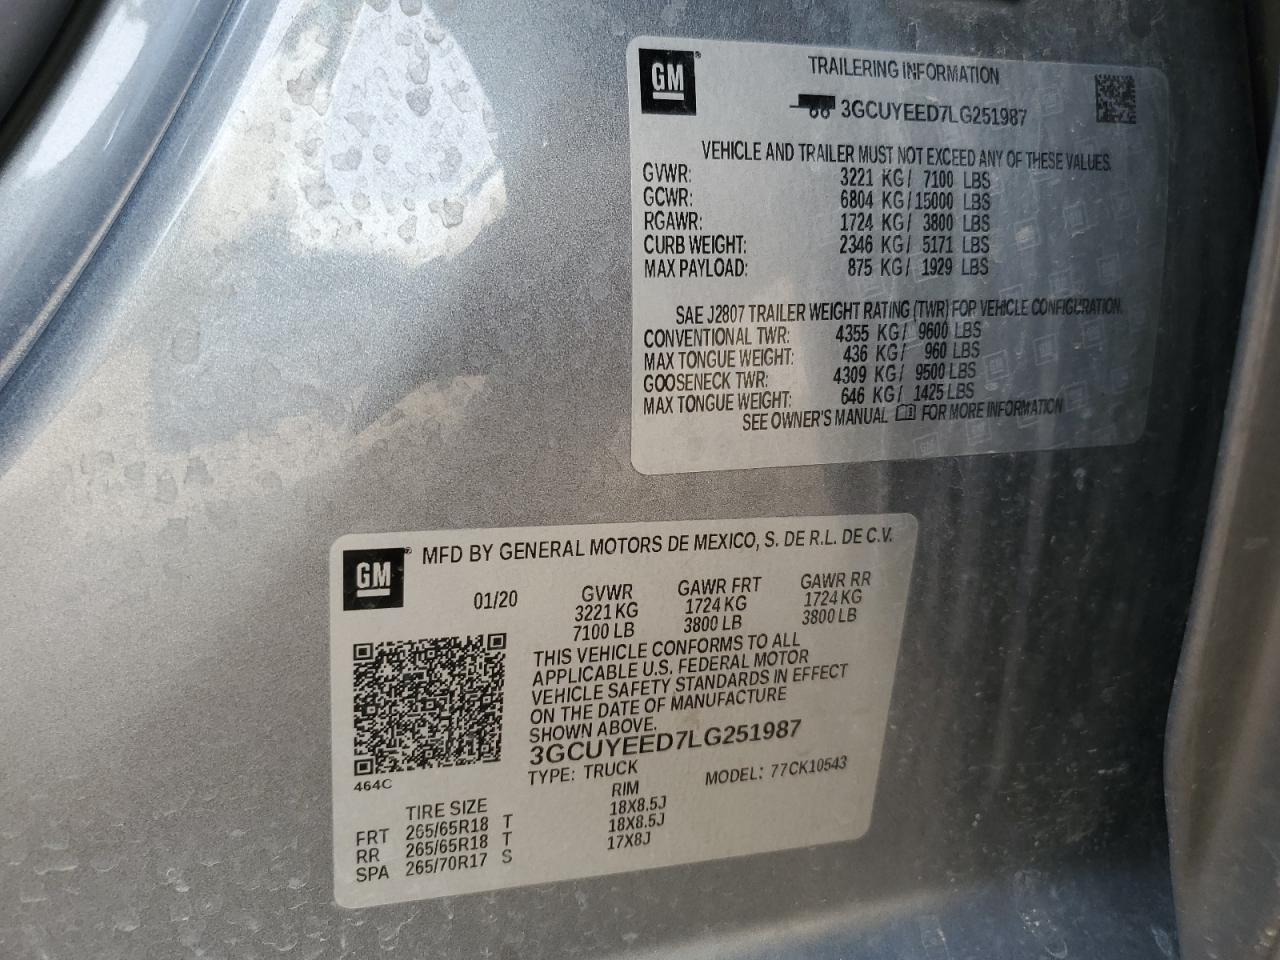 GM
TRAILERING INFORMATION
3GCUYEED7LG251987
VEHICLE AND TRAILER MUST NOT EXCEED ANY OF THESE VALUES.
GVWR: 3221 KG/ 7100 LBS
GCWR: 6804 KG/15000 LBS
RGAWR: 1724 KG/ 3800 LBS
CURB WEIGHT: 2346 KG/ 5171 LBS
MAX PAYLOAD: 875 KG/ 1929 LBS
SAE J2807 TRAILER WEIGHT RATING (TWR) FOR VEHICLE CONFIGURATION.
CONVENTIONAL TWR: 4355 KG/ 9600 LBS
MAX TONGUE WEIGHT: 436 KG/ 960 LBS
GOOSENECK TWR: 4309 KG/ 9500 LBS
MAX TONGUE WEIGHT: 646 KG/ 1425 LBS
SEE OWNER'S MANUAL FOR MORE INFORMATION
GM
MFD BY GENERAL MOTORS DE MEXICO, S. DE R.L. DE C.V.
01/20 GVWR GAWR FRT GAWR RR
3221 KG 1724 KG 1724 KG
7100 LB 3800 LB 3800 LB
THIS VEHICLE CONFORMS TO ALL
APPLICABLE U.S. FEDERAL MOTOR
VEHICLE SAFETY STANDARDS IN EFFECT
ON THE DATE OF MANUFACTURE
SHOWN ABOVE.
3GCUYEED7LG251987
TYPE: TRUCK MODEL: 77CK10543
464C
TIRE SIZE RIM
FRT 265/65R18 T 18X8.5J
RR 265/65R18 T 18X8.5J
SPA 265/70R17 S 17X8J